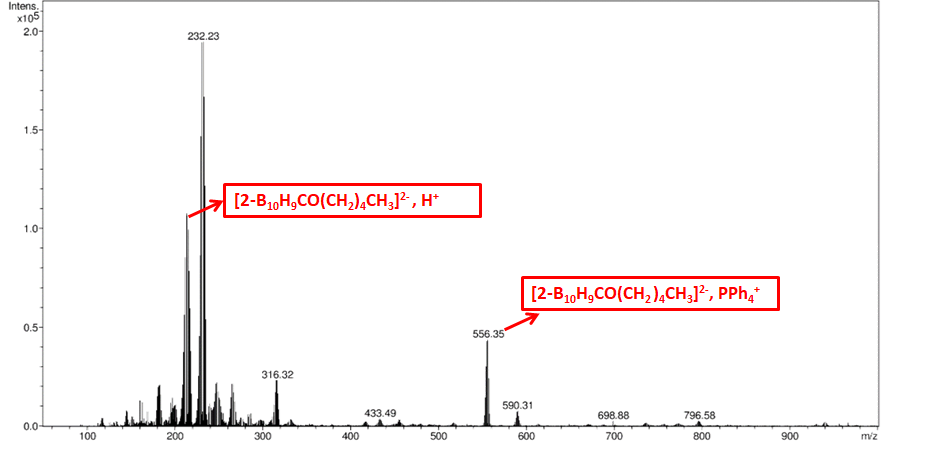 Intens.
x10⁵
2.0
232.23
1.5
[2-B₁₀H₉CO(CH₂)₄CH₃]²⁻, H⁺
1.0
[2-B₁₀H₉CO(CH₂)₄CH₃]²⁻, PPh₄⁺
0.5
556.35
316.32
590.31
433.49
698.88
796.58
0.0
100 200 300 400 500 600 700 800 900 m/z